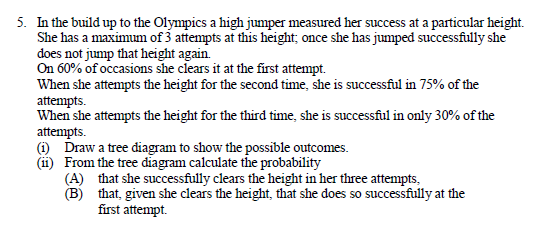 5. In the build up to the Olympics a high jumper measured her success at a particular height.
She has a maximum of 3 attempts at this height; once she has jumped successfully she
does not jump that height again.
On 60% of occasions she clears it at the first attempt.
When she attempts the height for the second time, she is successful in 75% of the
attempts.
When she attempts the height for the third time, she is successful in only 30% of the
attempts.
(i) Draw a tree diagram to show the possible outcomes.
(ii) From the tree diagram calculate the probability
(A) that she successfully clears the height in her three attempts,
(B) that, given she clears the height, that she does so successfully at the
first attempt.